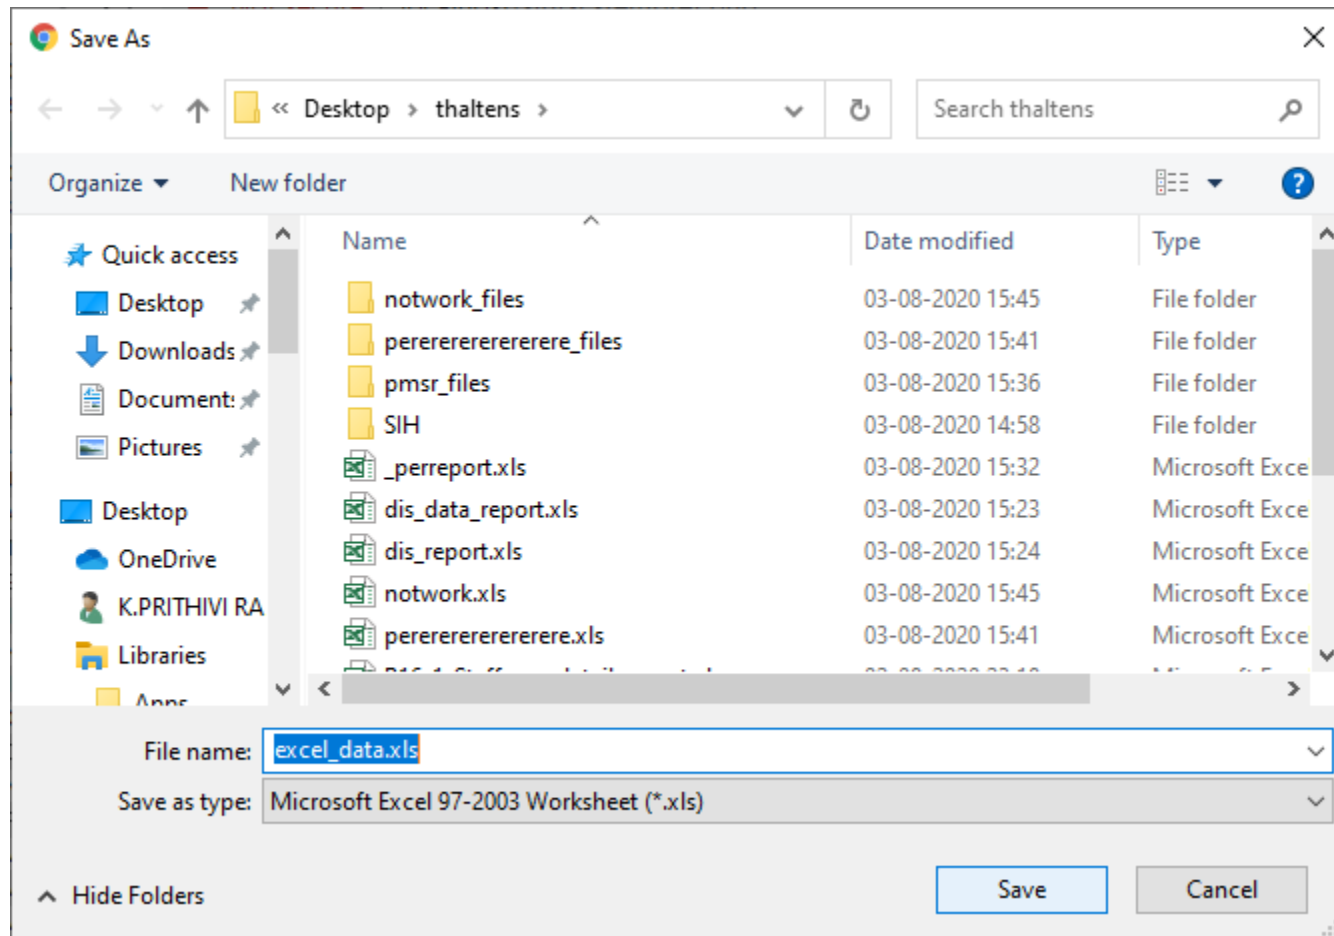 Save As
« Desktop > thaltens >
Search thaltens
Organize
New folder
Name
Date modified
Type
Quick access
Desktop
Downloads
Document
Pictures
Desktop
OneDrive
K.PRITHIVI RA
Libraries
Apps
notwork_files 03-08-2020 15:45 File folder
perererererererere_files 03-08-2020 15:41 File folder
pmsr_files 03-08-2020 15:36 File folder
SIH 03-08-2020 14:58 File folder
_perreport.xls 03-08-2020 15:32 Microsoft Exce
dis_data_report.xls 03-08-2020 15:23 Microsoft Exce
dis_report.xls 03-08-2020 15:24 Microsoft Exce
notwork.xls 03-08-2020 15:45 Microsoft Exce
perererererererere.xls 03-08-2020 15:41 Microsoft Exce
File name: excel_data.xls
Save as type: Microsoft Excel 97-2003 Worksheet (*.xls)
Hide Folders
Save
Cancel